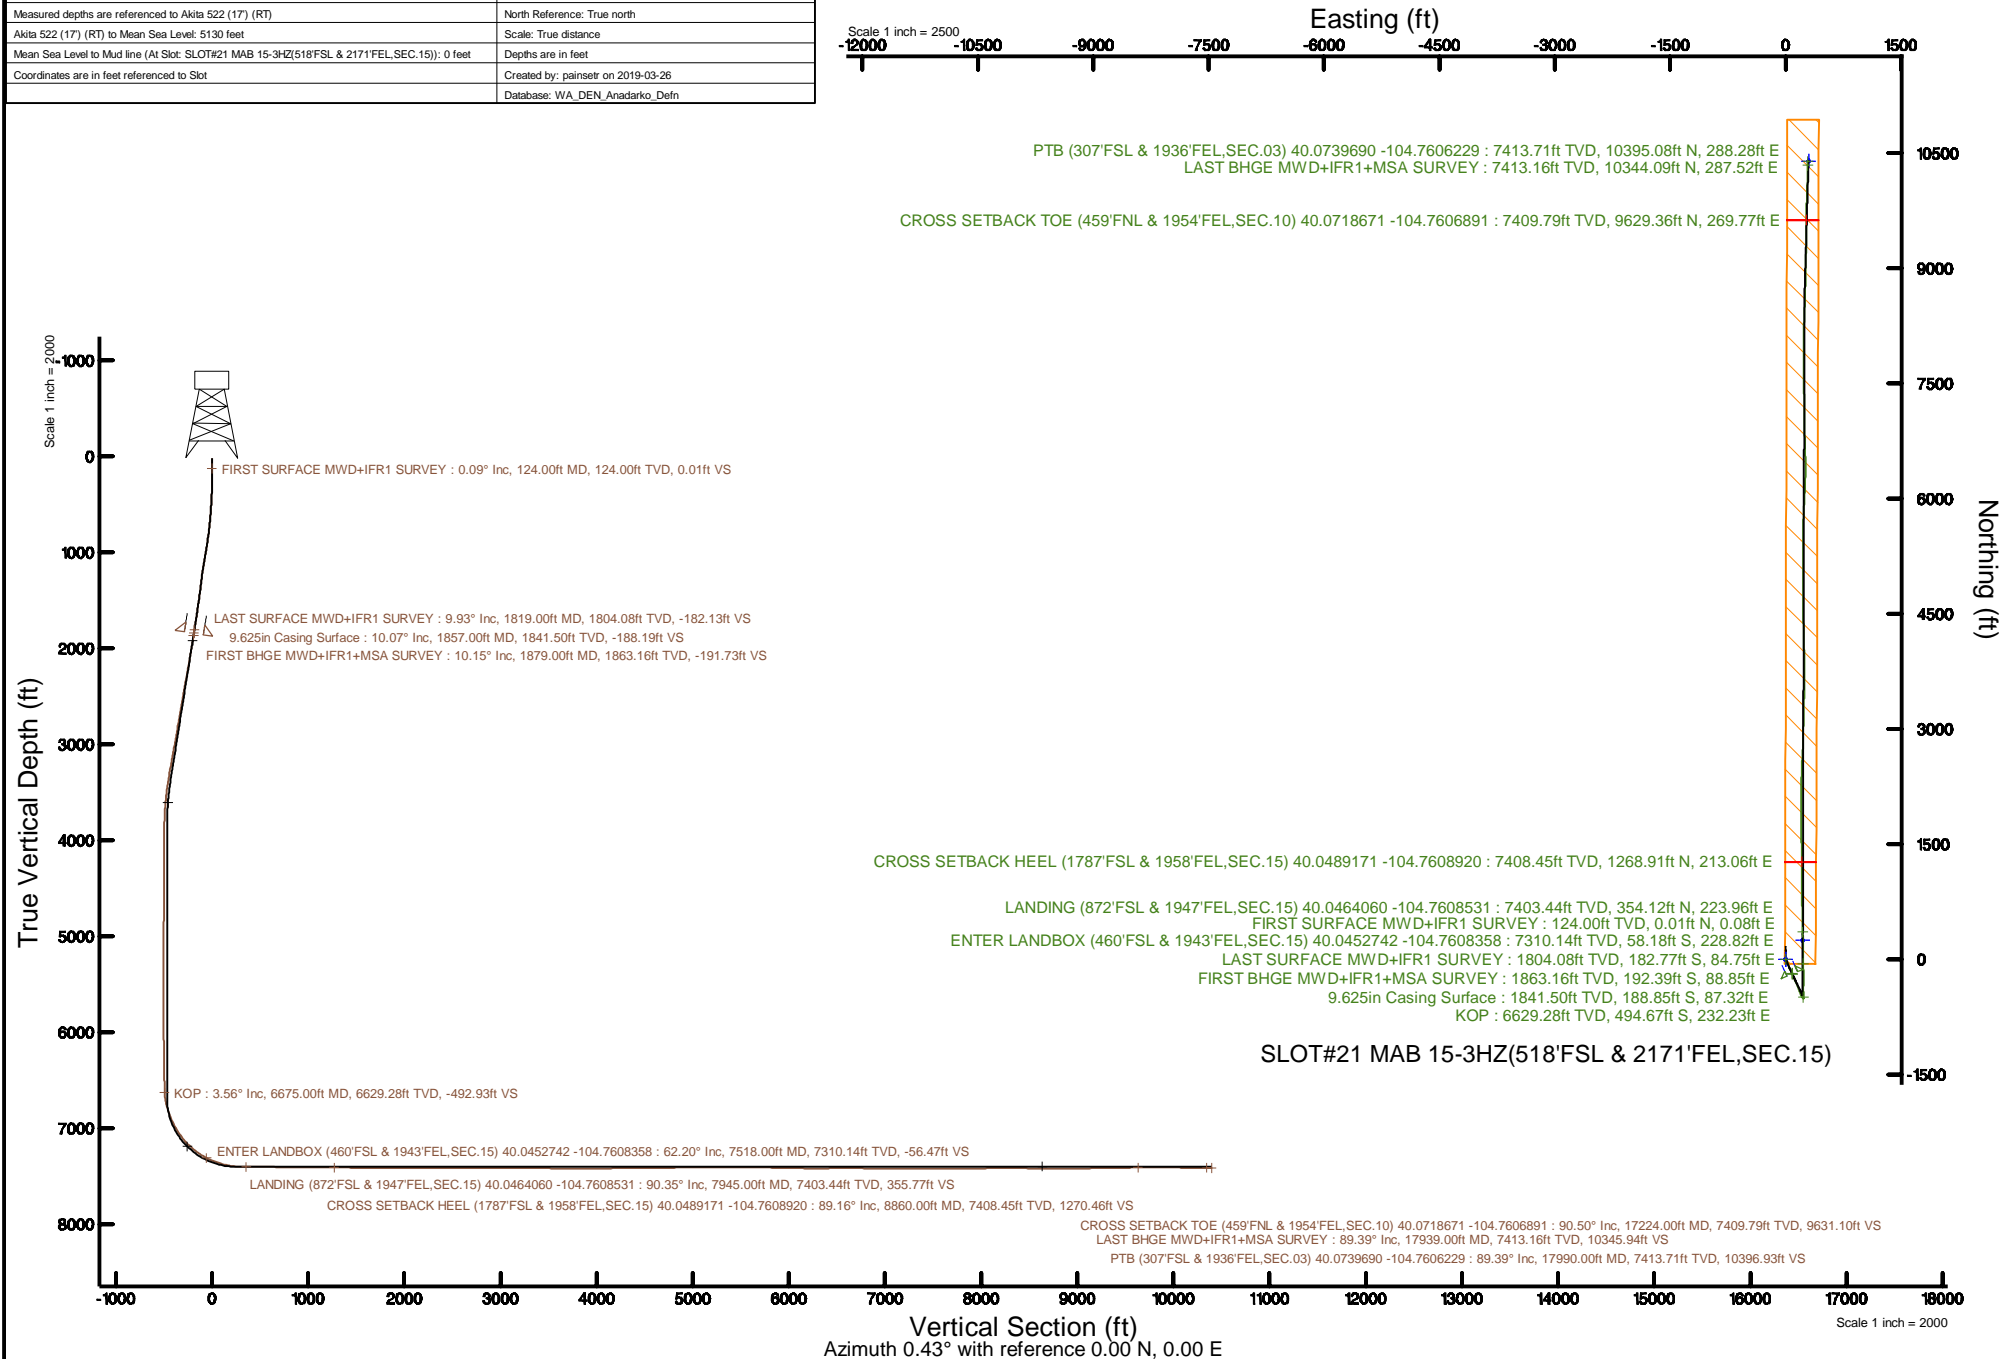 Measured depths are referenced to Akita 522 (17') (RT)
North Reference: True north
Akita 522 (17') (RT) to Mean Sea Level: 5130 feet
Scale: True distance
Mean Sea Level to Mud line (At Slot: SLOT#21 MAB 15-3HZ(518'FSL & 2171'FEL,SEC.15)): 0 feet
Depths are in feet
Coordinates are in feet referenced to Slot
Created by: painsetr on 2019-03-26
Database: WA_DEN_Anadarko_Defn
Easting (ft)
Scale 1 inch = 2500
-12000 -10500 -9000 -7500 -6000 -4500 -3000 -1500 0 1500
PTB (307'FSL & 1936'FEL,SEC.03) 40.0739690 -104.7606229 : 7413.71ft TVD, 10395.08ft N, 288.28ft E
LAST BHGE MWD+IFR1+MSA SURVEY : 7413.16ft TVD, 10344.09ft N, 287.52ft E
CROSS SETBACK TOE (459'FNL & 1954'FEL,SEC.10) 40.0718671 -104.7606891 : 7409.79ft TVD, 9629.36ft N, 269.77ft E
CROSS SETBACK HEEL (1787'FSL & 1958'FEL,SEC.15) 40.0489171 -104.7608920 : 7408.45ft TVD, 1268.91ft N, 213.06ft E
LANDING (872'FSL & 1947'FEL,SEC.15) 40.0464060 -104.7608531 : 7403.44ft TVD, 354.12ft N, 223.96ft E
FIRST SURFACE MWD+IFR1 SURVEY : 124.00ft TVD, 0.01ft N, 0.08ft E
ENTER LANDBOX (460'FSL & 1943'FEL,SEC.15) 40.0452742 -104.7608358 : 7310.14ft TVD, 58.18ft S, 228.82ft E
LAST SURFACE MWD+IFR1 SURVEY : 1804.08ft TVD, 182.77ft S, 84.75ft E
FIRST BHGE MWD+IFR1+MSA SURVEY : 1863.16ft TVD, 192.39ft S, 88.85ft E
9.625in Casing Surface : 1841.50ft TVD, 188.85ft S, 87.32ft E
KOP : 6629.28ft TVD, 494.67ft S, 232.23ft E
SLOT#21 MAB 15-3HZ(518'FSL & 2171'FEL,SEC.15)
10500
9000
7500
6000
4500
3000
1500
0
-1500
Northing (ft)
Scale 1 inch = 2000
True Vertical Depth (ft)
-1000
0
1000
2000
3000
4000
5000
6000
7000
8000
FIRST SURFACE MWD+IFR1 SURVEY : 0.09° Inc, 124.00ft MD, 124.00ft TVD, 0.01ft VS
LAST SURFACE MWD+IFR1 SURVEY : 9.93° Inc, 1819.00ft MD, 1804.08ft TVD, -182.13ft VS
9.625in Casing Surface : 10.07° Inc, 1857.00ft MD, 1841.50ft TVD, -188.19ft VS
FIRST BHGE MWD+IFR1+MSA SURVEY : 10.15° Inc, 1879.00ft MD, 1863.16ft TVD, -191.73ft VS
KOP : 3.56° Inc, 6675.00ft MD, 6629.28ft TVD, -492.93ft VS
ENTER LANDBOX (460'FSL & 1943'FEL,SEC.15) 40.0452742 -104.7608358 : 62.20° Inc, 7518.00ft MD, 7310.14ft TVD, -56.47ft VS
LANDING (872'FSL & 1947'FEL,SEC.15) 40.0464060 -104.7608531 : 90.35° Inc, 7945.00ft MD, 7403.44ft TVD, 355.77ft VS
CROSS SETBACK HEEL (1787'FSL & 1958'FEL,SEC.15) 40.0489171 -104.7608920 : 89.16° Inc, 8860.00ft MD, 7408.45ft TVD, 1270.46ft VS
CROSS SETBACK TOE (459'FNL & 1954'FEL,SEC.10) 40.0718671 -104.7606891 : 90.50° Inc, 17224.00ft MD, 7409.79ft TVD, 9631.10ft VS
LAST BHGE MWD+IFR1+MSA SURVEY : 89.39° Inc, 17939.00ft MD, 7413.16ft TVD, 10345.94ft VS
PTB (307'FSL & 1936'FEL,SEC.03) 40.0739690 -104.7606229 : 89.39° Inc, 17990.00ft MD, 7413.71ft TVD, 10396.93ft VS
-1000 0 1000 2000 3000 4000 5000 6000 7000 8000 9000 10000 11000 12000 13000 14000 15000 16000 17000 18000
Vertical Section (ft)
Scale 1 inch = 2000
Azimuth 0.43° with reference 0.00 N, 0.00 E